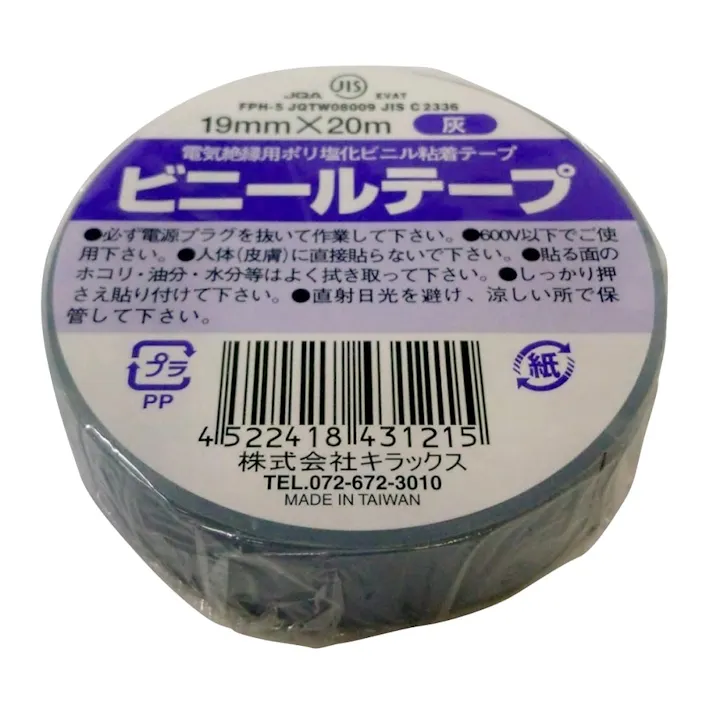 JIS
JQA EVAT
FPH-5 JQTW08009 JIS C 2336
19mm×20m 灰
電気絶縁用ポリ塩化ビニル粘着テープ
ビニールテープ
●必ず電源プラグを抜いて作業して下さい。●600V以下でご使
用下さい。●人体(皮膚)に直接貼らないで下さい。●貼る面の
ホコリ・油分・水分等はよく拭き取って下さい。●しっかり押
さえ貼り付けて下さい。●直射日光を避け、涼しい所で保
管して下さい。
プラ
PP
紙
4522418431215
株式会社キラックス
TEL.072-672-3010
MADE IN TAIWAN